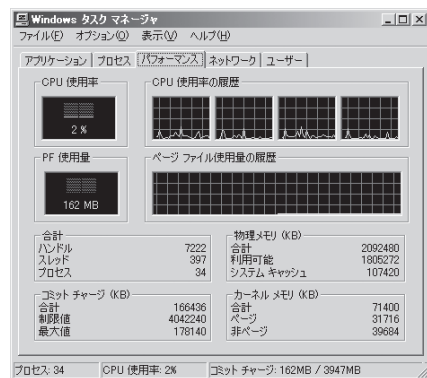 Windows タスク マネージャ
ファイル(F) オプション(O) 表示(V) ヘルプ(H)
アプリケーション プロセス パフォーマンス ネットワーク ユーザー
CPU 使用率 CPU 使用率の履歴
2 %
PF 使用量 ページ ファイル使用量の履歴
162 MB
合計 物理メモリ (KB)
ハンドル 7222 合計 2092480
スレッド 397 利用可能 1805272
プロセス 34 システム キャッシュ 107420
コミット チャージ (KB) カーネル メモリ (KB)
合計 166436 合計 71400
制限値 4042240 ページ 31716
最大値 178140 非ページ 39684
プロセス: 34 CPU 使用率: 2% コミット チャージ: 162MB / 3947MB